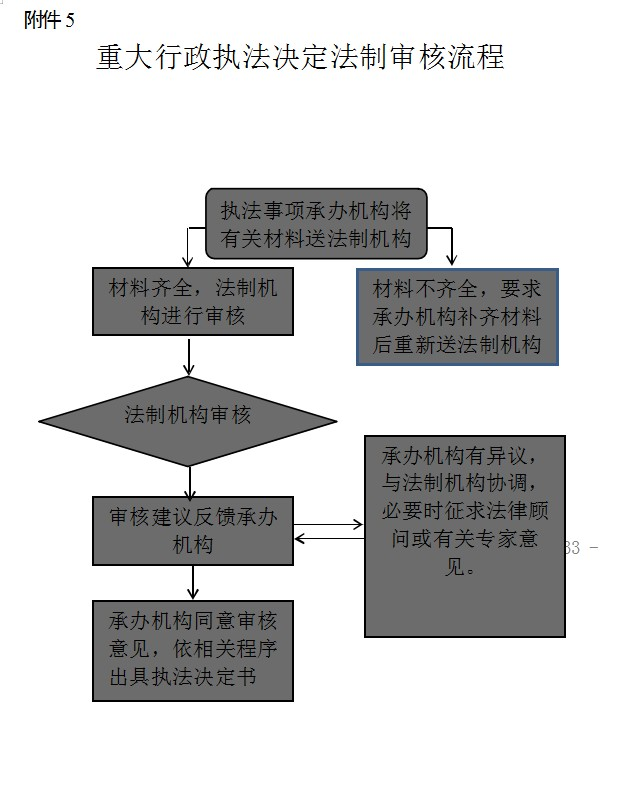 附件 5
重大行政执法决定法制审核流程
执法事项承办机构将
有关材料送法制机构
材料齐全，法制机
构进行审核
材料不齐全，要求
承办机构补齐材料
后重新送法制机构
法制机构审核
承办机构有异议，
与法制机构协调，
必要时征求法律顾
问或有关专家意
见。
审核建议反馈承办
机构
33 –
承办机构同意审核
意见，依相关程序
出具执法决定书